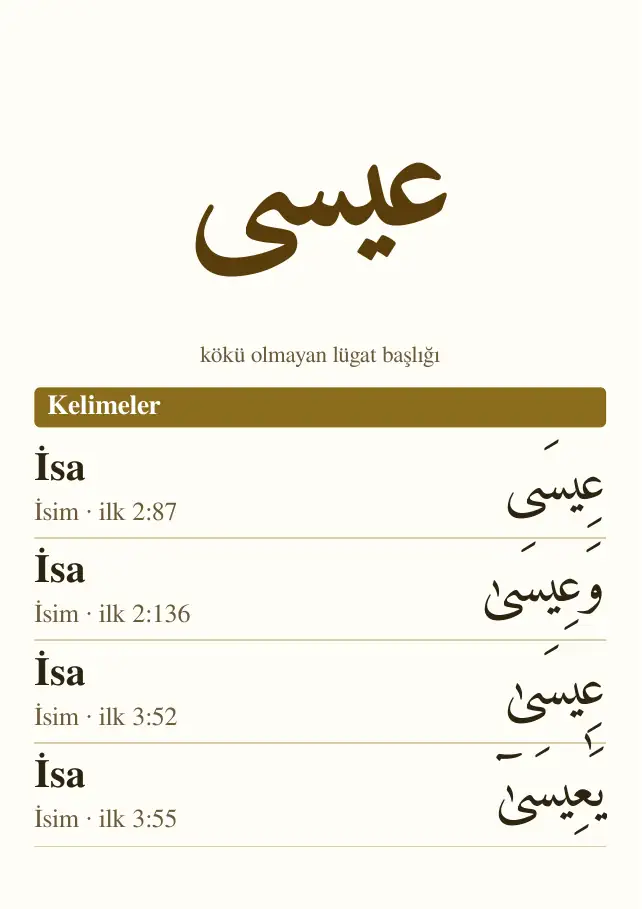 عيسى
kökü olmayan lügat başlığı
Kelimeler
İsa
عِيسَى
İsim · ilk 2:87
İsa
وَعِيسَىٰ
İsim · ilk 2:136
İsa
عِيسَىٰ
İsim · ilk 3:52
İsa
يَٰعِيسَىٰٓ
İsim · ilk 3:55